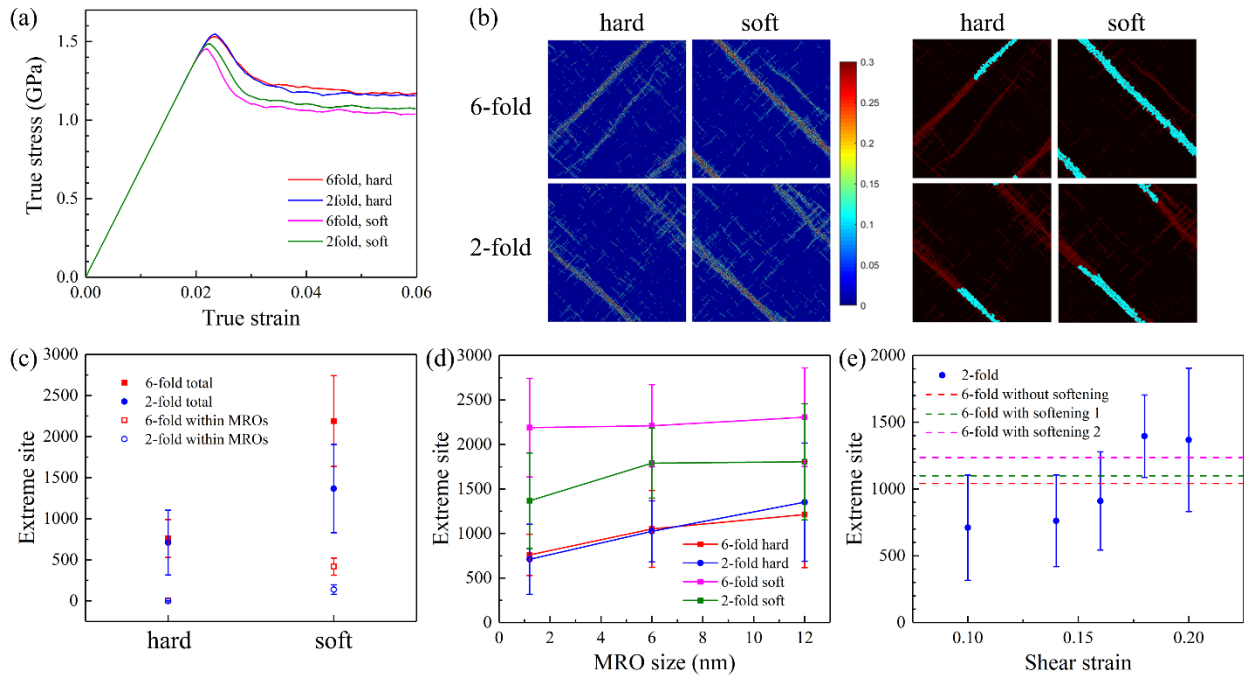 (a)
True stress (GPa)
1.5
1.0
0.5
0.0
0.00
0.02
0.04
0.06
True strain
6fold, hard
2fold, hard
6fold, soft
2fold, soft
(b)
hard
soft
hard
soft
6-fold
2-fold
0.3
0.25
0.2
0.15
0.1
0.05
0
(c)
Extreme site
3000
2500
2000
1500
1000
500
0
hard
soft
6-fold total
2-fold total
6-fold within MROs
2-fold within MROs
(d)
Extreme site
3000
2500
2000
1500
1000
500
0
0
2
4
6
8
10
12
MRO size (nm)
6-fold hard
2-fold hard
6-fold soft
2-fold soft
(e)
Extreme site
2000
1500
1000
500
0
0.10
0.15
0.20
Shear strain
2-fold
6-fold without softening
6-fold with softening 1
6-fold with softening 2